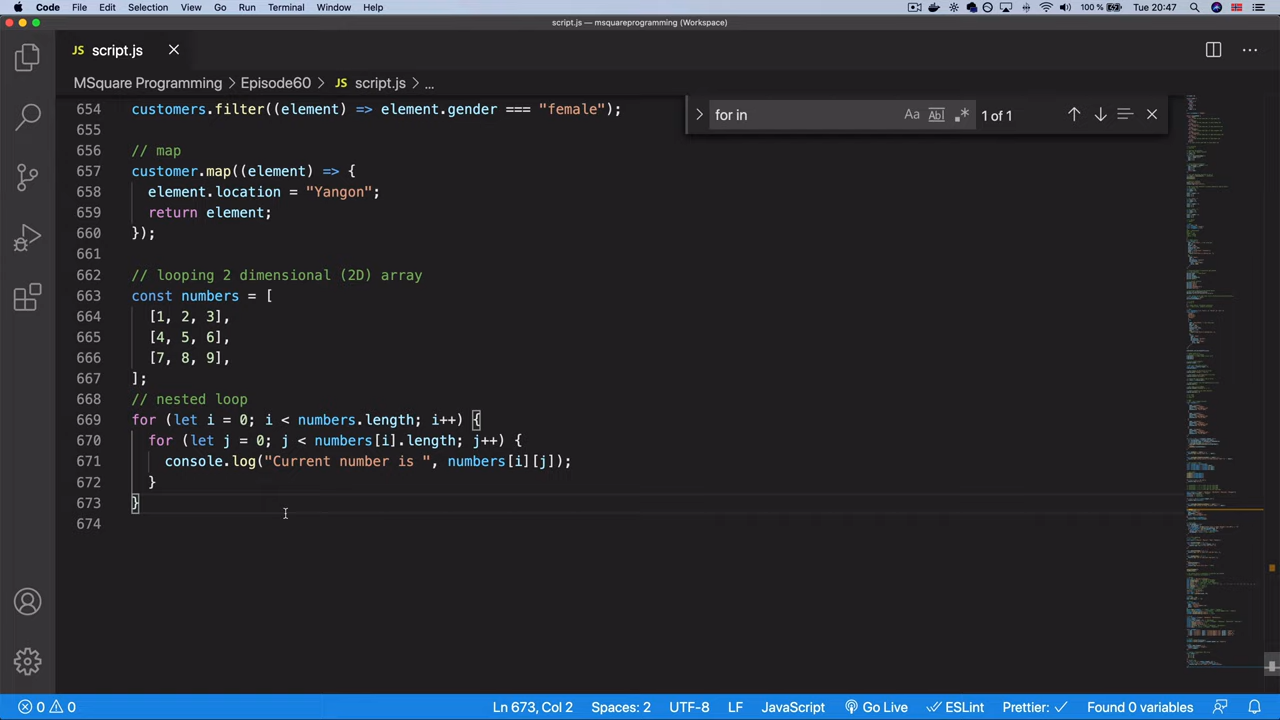 Code File Edit Selection View Go Run Terminal Window Help 100 % Tue 20:47
script.js — msquareprogramming (Workspace)
JS script.js
MSquare Programming > Episode60 > JS script.js > ...
for in Aa ab .* 1 of 1
654 customers.filter((element) => element.gender === "female");
655
656 // map
657 customer.map((element) => {
658 element.location = "Yangon";
659 return element;
660 });
661
662 // looping 2 dimensional (2D) array
663 const numbers = [
664 [1, 2, 3],
665 [4, 5, 6],
666 [7, 8, 9],
667 ];
668 // nested loop
669 for (let i = 0; i < numbers.length; i++) {
670 for (let j = 0; j < numbers[i].length; j++) {
671 console.log("Current number is ", numbers[i][j]);
672 }
673 }
674
0 0 Ln 673, Col 2 Spaces: 2 UTF-8 LF JavaScript Go Live ESLint Prettier: Found 0 variables